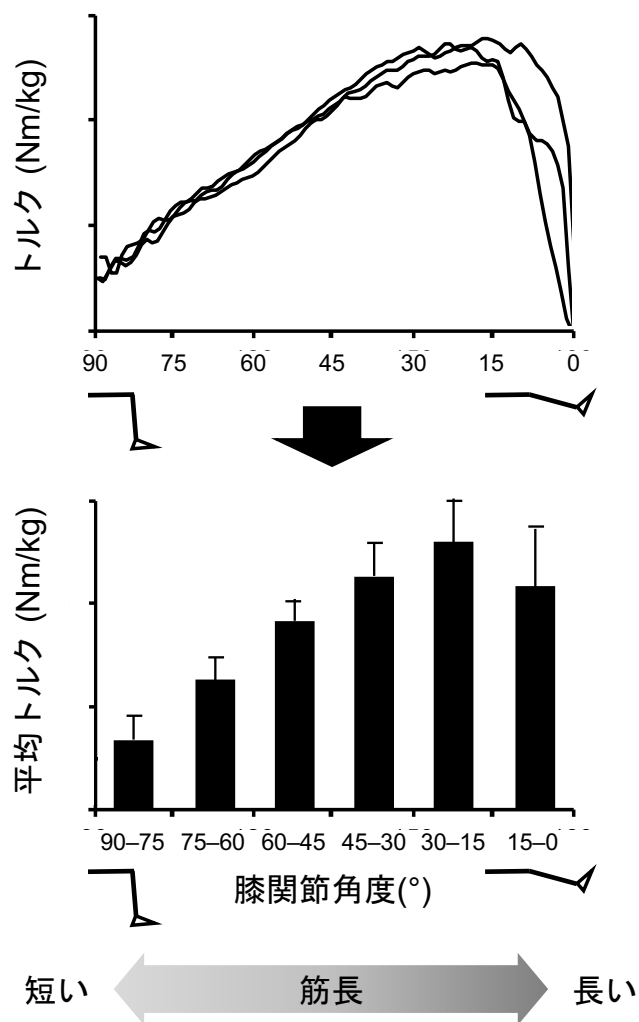 トルク (Nm/kg)
90 75 60 45 30 15 0
平均トルク (Nm/kg)
90–75 75–60 60–45 45–30 30–15 15–0
膝関節角度(°)
短い 筋長 長い